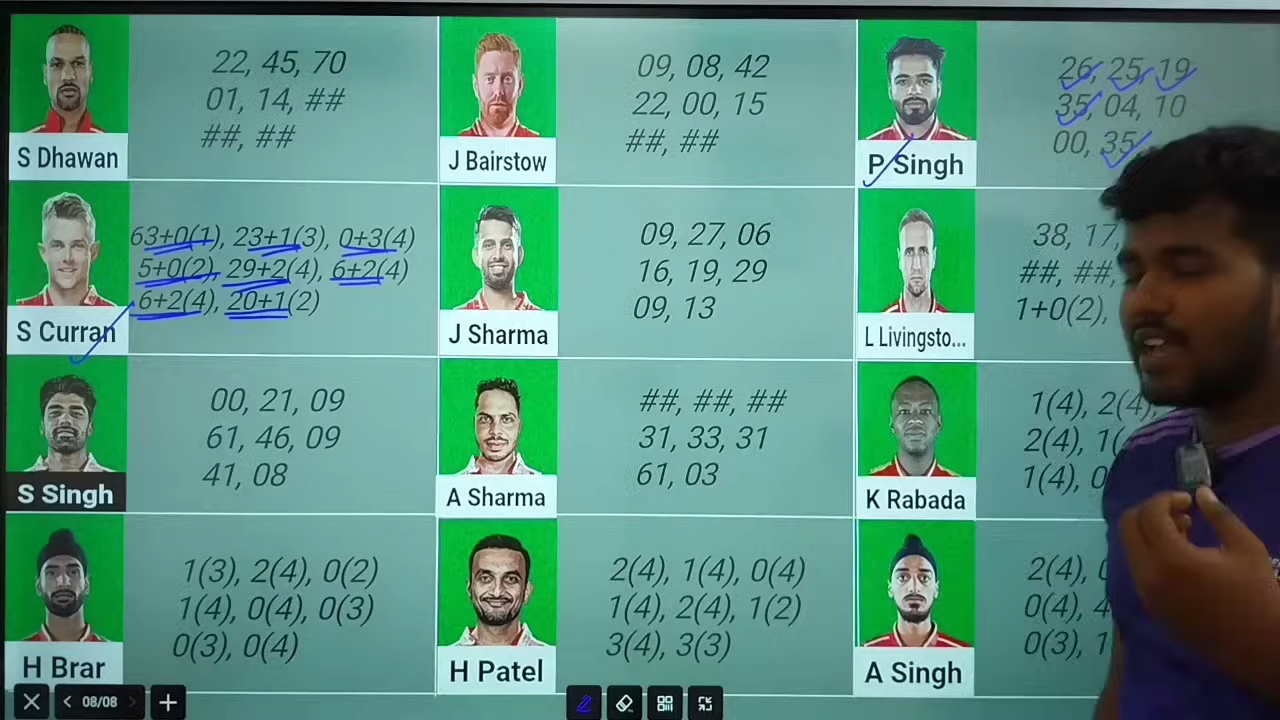 22, 45, 70
01, 14, ##
##, ##
S Dhawan
09, 08, 42
22, 00, 15
##, ##
J Bairstow
26, 25, 19
35, 04, 10
00, 35
P Singh
63+0(1), 23+1(3), 0+3(4)
5+0(2), 29+2(4), 6+2(4)
6+2(4), 20+1(2)
S Curran
09, 27, 06
16, 19, 29
09, 13
J Sharma
38, 17,
##, ##,
1+0(2),
L Livingsto...
00, 21, 09
61, 46, 09
41, 08
S Singh
##, ##, ##
31, 33, 31
61, 03
A Sharma
1(4), 2(4),
2(4), 1(
1(4), 0
K Rabada
1(3), 2(4), 0(2)
1(4), 0(4), 0(3)
0(3), 0(4)
H Brar
2(4), 1(4), 0(4)
1(4), 2(4), 1(2)
3(4), 3(3)
H Patel
2(4),
0(4), 4
0(3), 1
A Singh
08/08